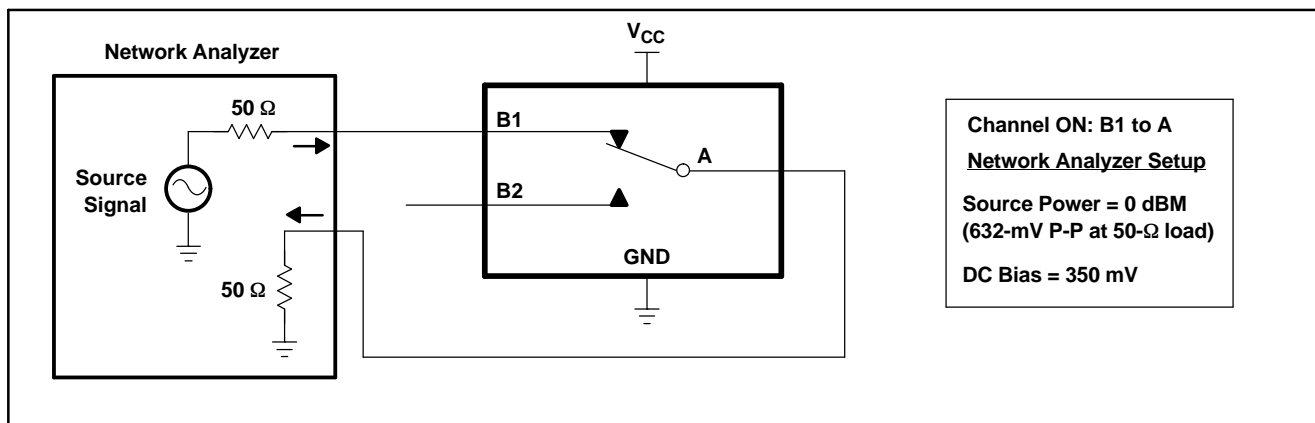 V_CC
Network Analyzer
50 Ω
B1
A
Source
Signal
B2
GND
50 Ω
Channel ON: B1 to A
Network Analyzer Setup
Source Power = 0 dBM
(632-mV P-P at 50-Ω load)
DC Bias = 350 mV